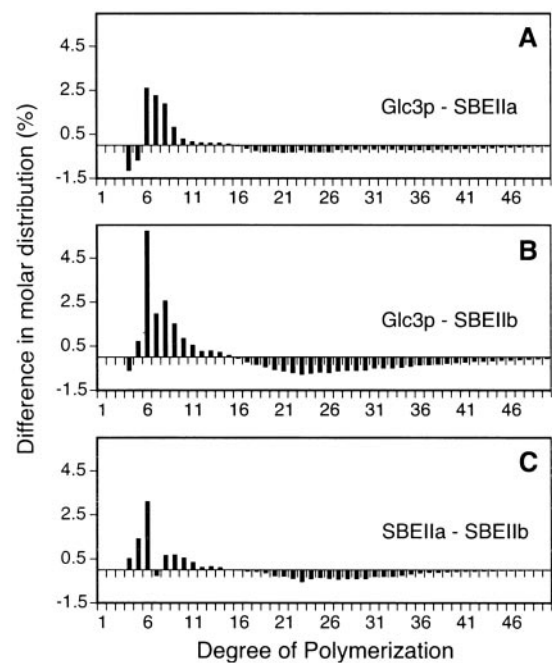 Difference in molar distribution (%)
A
4.5
2.5
0.5
-1.5
Glc3p - SBEIIa
1 6 11 16 21 26 31 36 41 46
B
4.5
2.5
0.5
-1.5
Glc3p - SBEIIb
1 6 11 16 21 26 31 36 41 46
C
4.5
2.5
0.5
-1.5
SBEIIa - SBEIIb
1 6 11 16 21 26 31 36 41 46
Degree of Polymerization